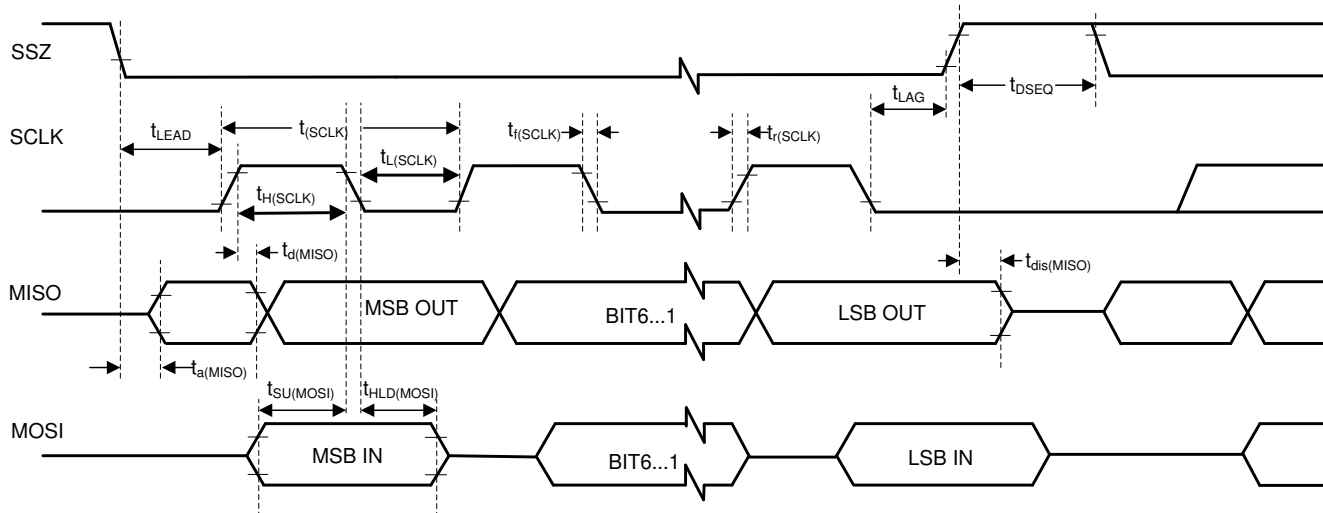 SSZ
tLAG
tDSEQ
SCLK
tLEAD
t(SCLK)
tf(SCLK)
tr(SCLK)
tL(SCLK)
tH(SCLK)
td(MISO)
tdis(MISO)
MISO
MSB OUT
BIT6...1
LSB OUT
ta(MISO)
tSU(MOSI)
tHLD(MOSI)
MOSI
MSB IN
BIT6...1
LSB IN